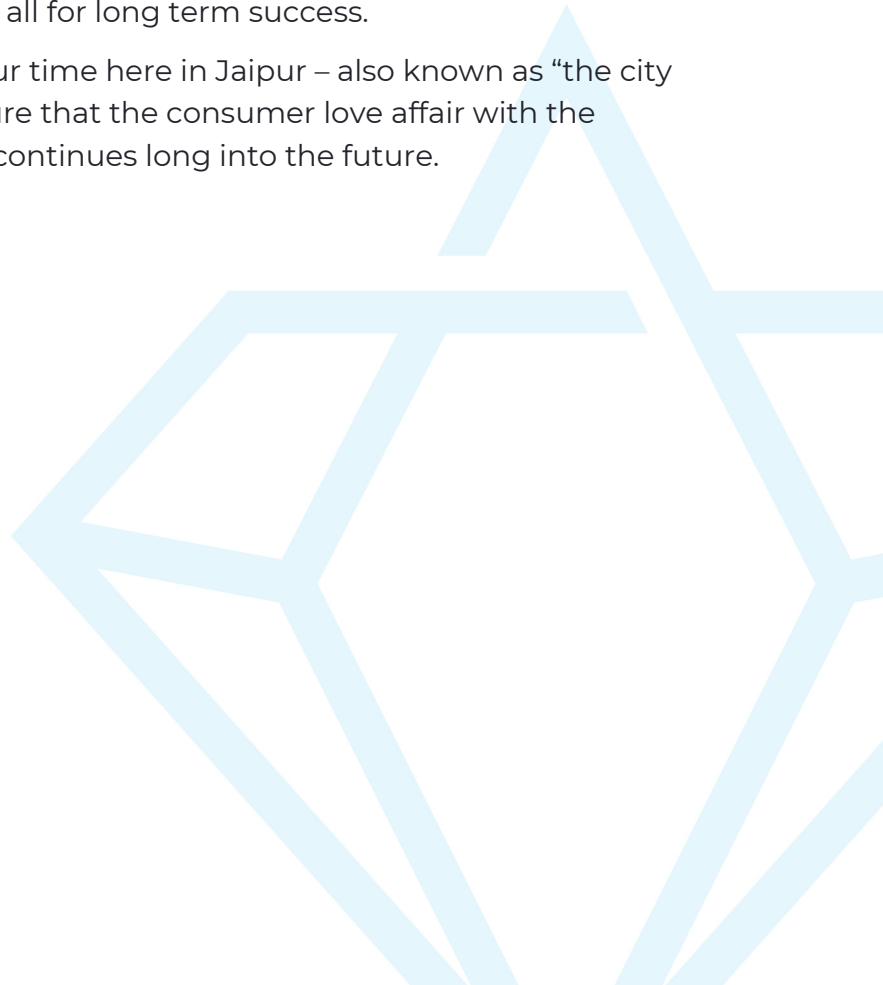 all for long term success.
ur time here in Jaipur – also known as “the city
ure that the consumer love affair with the
continues long into the future.